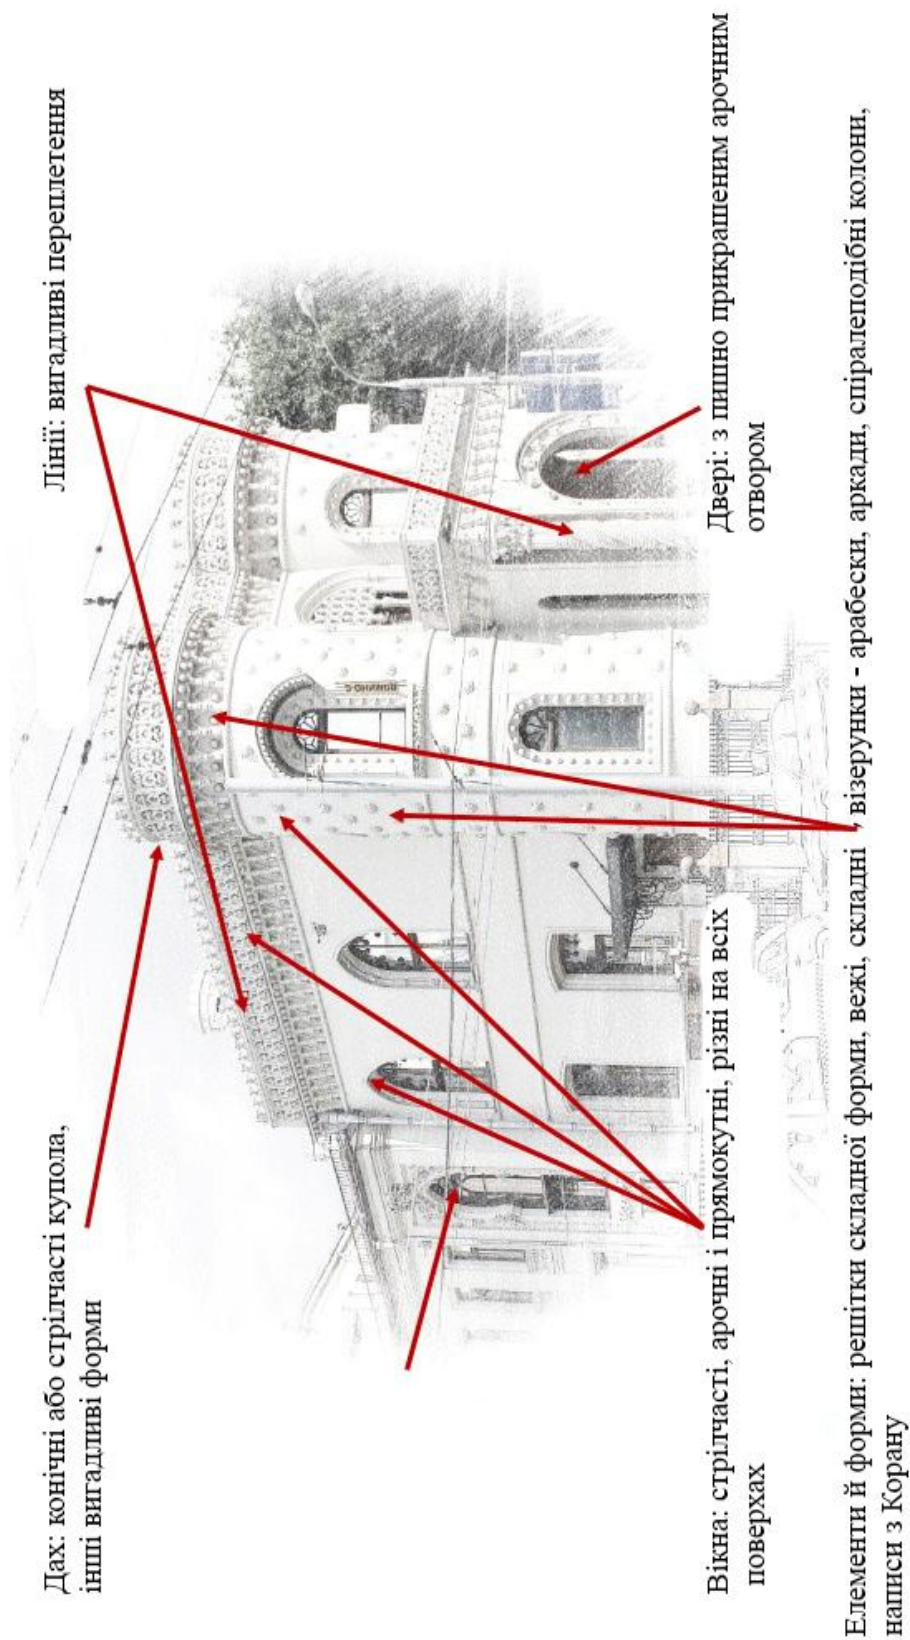 Дах: конічні або стрілчасті купола,
інші вигадливі форми
Лінії: вигадливі переплетення
Вікна: стрілчасті, арочні і прямокутні, різні на всіх
поверхах
Двері: з пишно прикрашеним арочним
отвором
Елементи й форми: решітки складної форми, вежі, складні візерунки - арабески, аркади, спіралеподібні колони,
написи з Корану